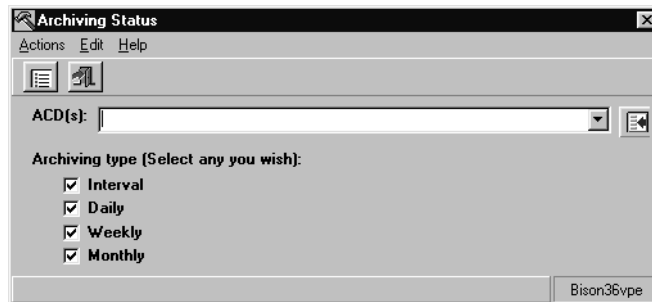 Archiving Status
Actions Edit Help
ACD(s):
Archiving type (Select any you wish):
Interval
Daily
Weekly
Monthly
Bison36vpe